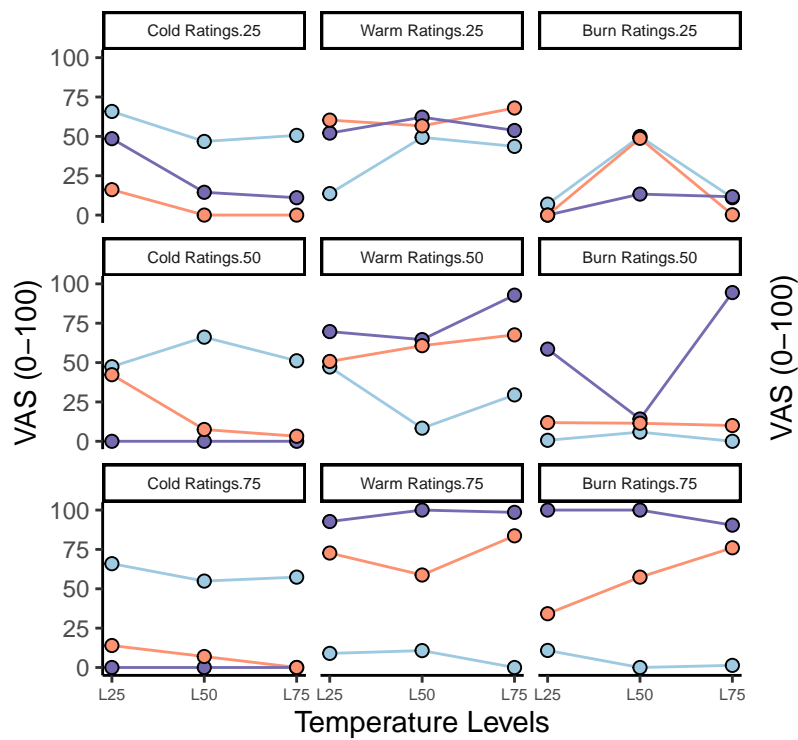 Cold Ratings.25 Warm Ratings.25 Burn Ratings.25
100
75
50
25
0
Cold Ratings.50 Warm Ratings.50 Burn Ratings.50
100
75
50
25
0
VAS (0−100)
VAS (0−100)
Cold Ratings.75 Warm Ratings.75 Burn Ratings.75
100
75
50
25
0
L25 L50 L75 L25 L50 L75 L25 L50 L75
Temperature Levels